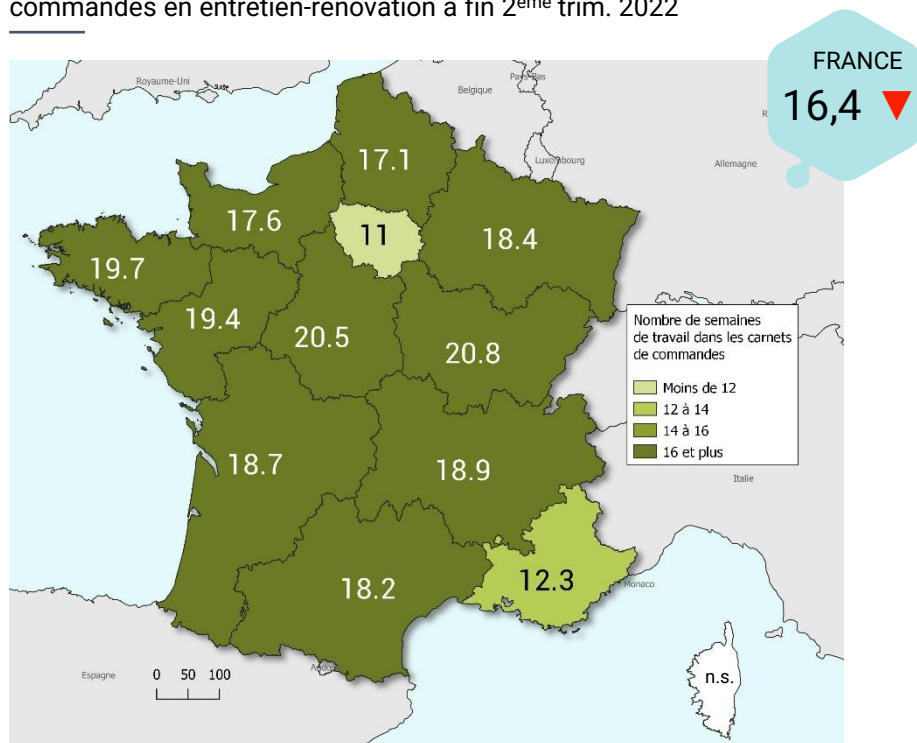 commandes en entretien-rénovation à fin 2ème trim. 2022
FRANCE
16,4
Royaume-Uni
Pays-Bas
Belgique
Luxembourg
Allemagne
17.1
17.6
11
18.4
19.7
19.4
20.5
20.8
Nombre de semaines
de travail dans les carnets
de commandes
Moins de 12
12 à 14
14 à 16
16 et plus
18.7
18.9
Italie
18.2
12.3
Monaco
Espagne
0 50 100
n.s.